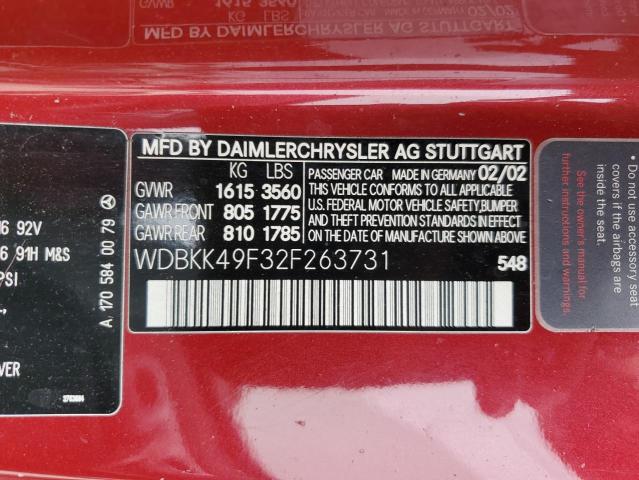 MFD BY DAIMLERCHRYSLER AG STUTTGART
KG LBS
GVWR 1615 3560
GAWR FRONT 805 1775
GAWR REAR 810 1785
PASSENGER CAR MADE IN GERMANY 02/02
THIS VEHICLE CONFORMS TO ALL APPLICABLE
U.S. FEDERAL MOTOR VEHICLE SAFETY, BUMPER
AND THEFT PREVENTION STANDARDS IN EFFECT
ON THE DATE OF MANUFACTURE SHOWN ABOVE.
WDBKK49F32F263731
548
92V
91H M&S
PSI
A 170 584 00 79
VER
See the owner's manual for
further instructions and warnings.
Do not use accessory seat
covers if the airbags are
inside the seat.